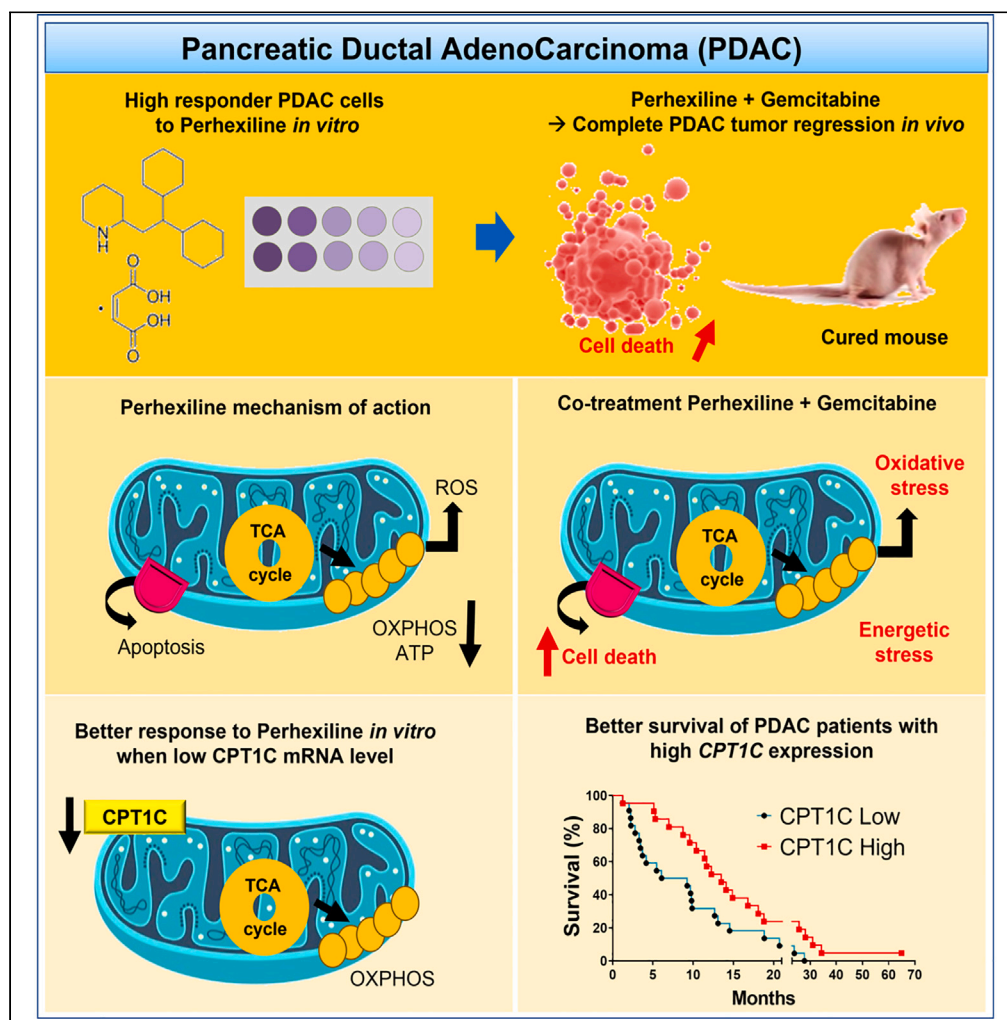 Pancreatic Ductal AdenoCarcinoma (PDAC)
High responder PDAC cells
to Perhexiline in vitro
N
H
O
OH
OH
O
Perhexiline + Gemcitabine
→ Complete PDAC tumor regression in vivo
Cell death
Cured mouse
Perhexiline mechanism of action
ROS
TCA
cycle
Apoptosis
OXPHOS
ATP
Co-treatment Perhexiline + Gemcitabine
Oxidative
stress
TCA
cycle
Cell death
Energetic
stress
Better response to Perhexiline in vitro
when low CPT1C mRNA level
CPT1C
TCA
cycle
OXPHOS
Better survival of PDAC patients with
high CPT1C expression
Survival (%)
100
80
60
40
20
0
CPT1C Low
CPT1C High
0 5 10 15 20 30 40 50 60 70
Months